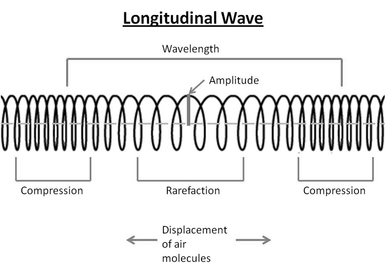 Longitudinal Wave
Wavelength
Amplitude
Compression
Rarefaction
Compression
Displacement
of air
molecules